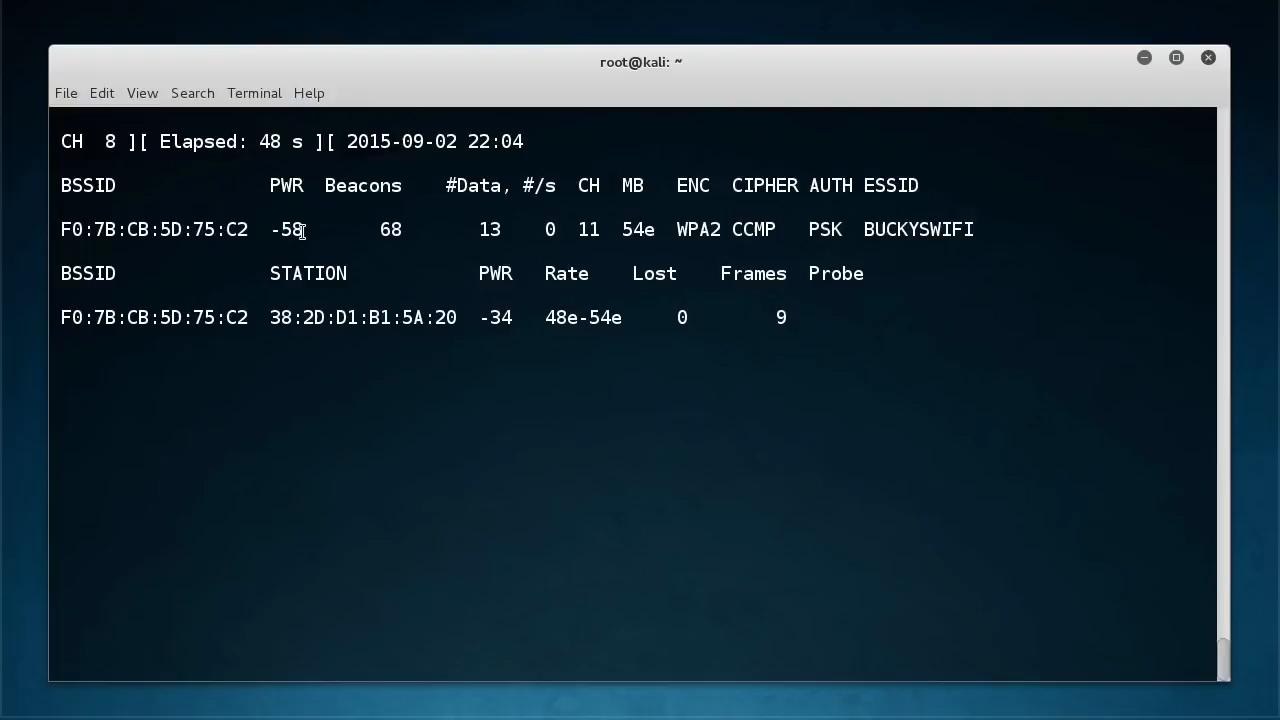 root@kali: ~
File Edit View Search Terminal Help
CH 8 ][ Elapsed: 48 s ][ 2015-09-02 22:04
BSSID PWR Beacons #Data, #/s CH MB ENC CIPHER AUTH ESSID
F0:7B:CB:5D:75:C2 -58 68 13 0 11 54e WPA2 CCMP PSK BUCKYSWIFI
BSSID STATION PWR Rate Lost Frames Probe
F0:7B:CB:5D:75:C2 38:2D:D1:B1:5A:20 -34 48e-54e 0 9